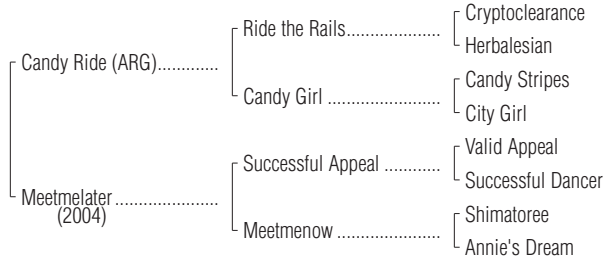 Cryptoclearance
Ride the Rails.....................
Herbalesian
Candy Ride (ARG).............
Candy Stripes
Candy Girl ........................
City Girl
Valid Appeal
Successful Appeal ............
Successful Dancer
Meetmelater ......................
(2004)
Shimatoree
Meetmenow ......................
Annie's Dream